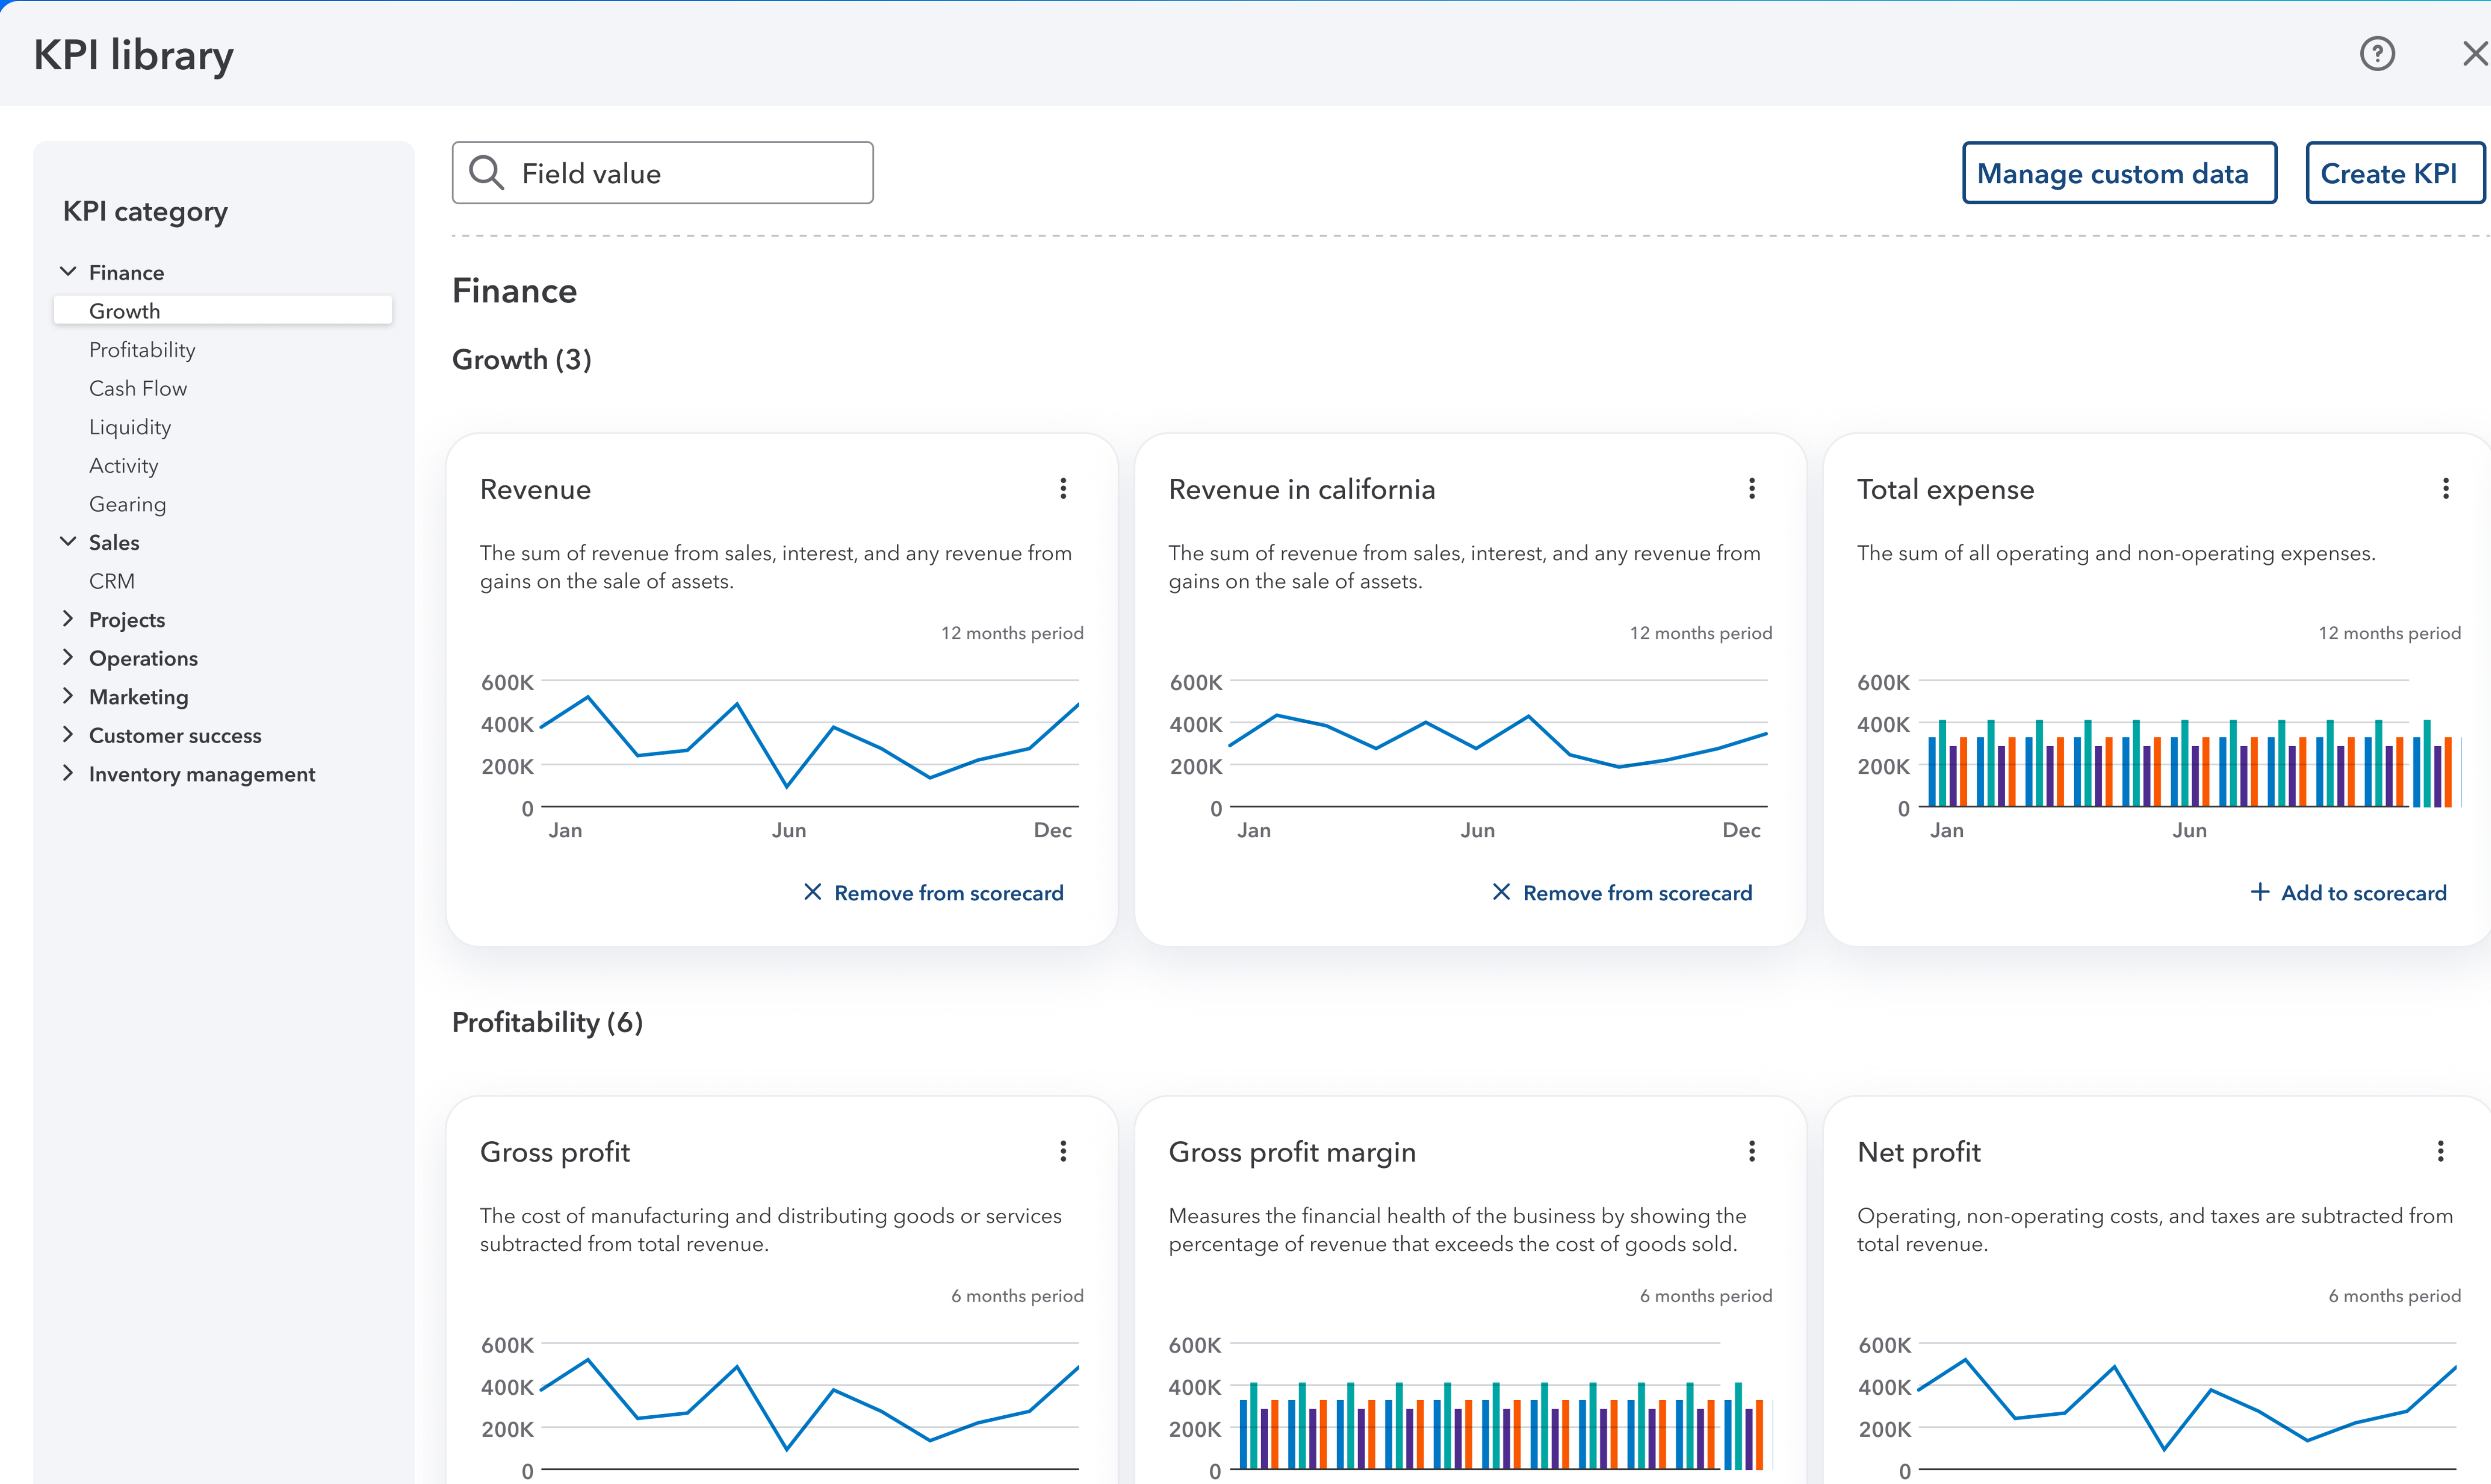 KPI library
KPI category
Finance
Growth
Profitability
Cash Flow
Liquidity
Activity
Gearing
Sales
CRM
Projects
Operations
Marketing
Customer success
Inventory management
Field value
Manage custom data
Create KPI
Finance
Growth (3)
Revenue
The sum of revenue from sales, interest, and any revenue from
gains on the sale of assets.
12 months period
600K
400K
200K
0
Jan Jun Dec
Remove from scorecard
Revenue in california
The sum of revenue from sales, interest, and any revenue from
gains on the sale of assets.
12 months period
600K
400K
200K
0
Jan Jun Dec
Remove from scorecard
Total expense
The sum of all operating and non-operating expenses.
12 months period
600K
400K
200K
0
Jan Jun
Add to scorecard
Profitability (6)
Gross profit
The cost of manufacturing and distributing goods or services
subtracted from total revenue.
6 months period
600K
400K
200K
0
Gross profit margin
Measures the financial health of the business by showing the
percentage of revenue that exceeds the cost of goods sold.
6 months period
600K
400K
200K
0
Net profit
Operating, non-operating costs, and taxes are subtracted from
total revenue.
6 months period
600K
400K
200K
0